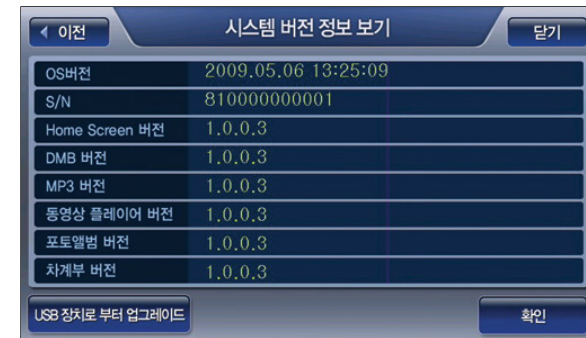 이전 시스템 버전 정보 보기 닫기
OS버전 2009.05.06 13:25:09
S/N 810000000001
Home Screen 버전 1.0.0.3
DMB 버전 1.0.0.3
MP3 버전 1.0.0.3
동영상 플레이어 버전 1.0.0.3
포토앨범 버전 1.0.0.3
차계부 버전 1.0.0.3
USB 장치로 부터 업그레이드 확인